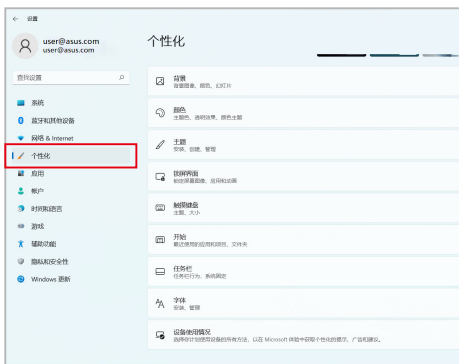 设置
user@asus.com
user@asus.com
个性化
查找设置
系统
蓝牙和其他设备
网络 & Internet
个性化
应用
帐户
时间和语言
游戏
辅助功能
隐私和安全性
Windows 更新
背景
背景图像、颜色、幻灯片
颜色
主题色、透明效果、颜色主题
主题
安装、创建、管理
锁屏界面
锁定屏幕图像、应用和动画
触摸键盘
主题、大小
开始
最近使用的应用和项目、文件夹
任务栏
任务栏行为、系统固定
字体
安装、管理
设备使用情况
选择你计划使用设备的所有方法，以在 Microsoft 体验中获取个性化的提示、广告和建议。